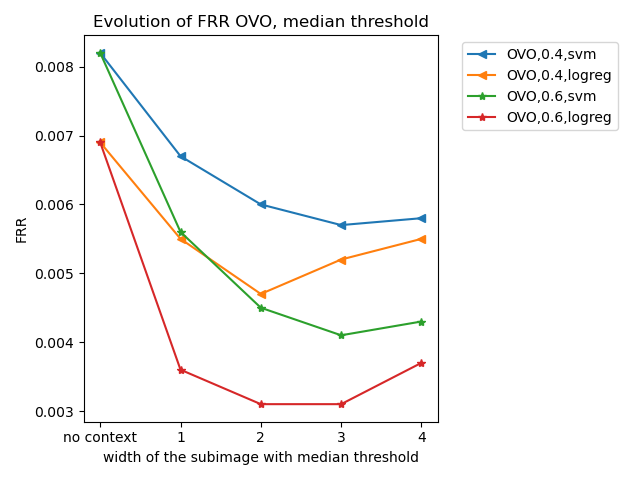 Evolution of FRR OVO, median threshold
OVO,0.4,svm
OVO,0.4,logreg
OVO,0.6,svm
OVO,0.6,logreg
0.008
0.007
0.006
0.005
0.004
0.003
FRR
no context 1 2 3 4
width of the subimage with median threshold